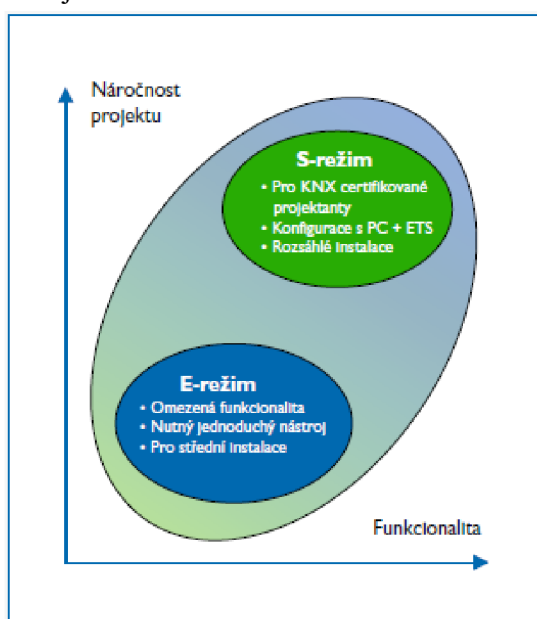 Náročnost
projektu
S-režim
• Pro KNX certifikované
projektanty
• Konfigurace s PC + ETS
• Rozsáhlé instalace
E-režim
• Omezená funkcionalita
• Nutný jednoduchý nástroj
• Pro střední instalace
Funkcionalita